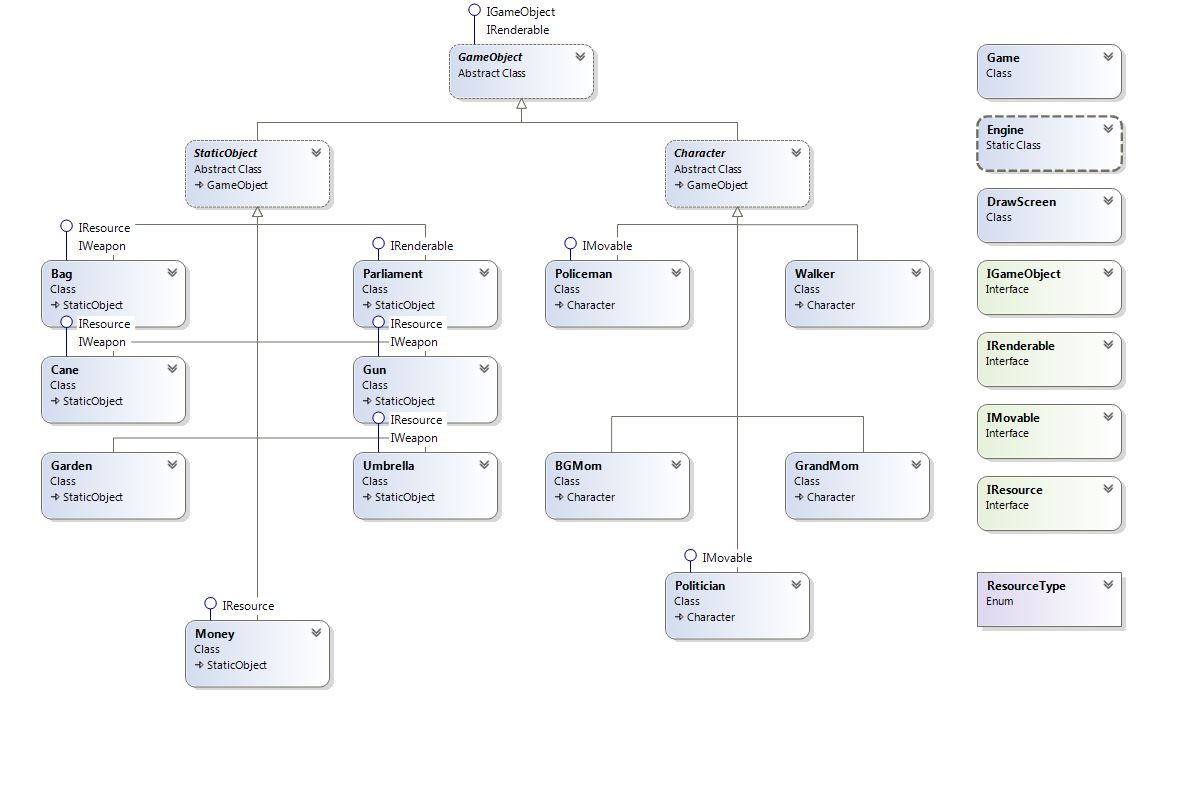 IGameObject
IRenderable
GameObject
Abstract Class
Game
Class
Engine
Static Class
StaticObject
Abstract Class
GameObject
Character
Abstract Class
GameObject
DrawScreen
Class
IResource
IWeapon
Bag
Class
StaticObject
IRenderable
Parliament
Class
StaticObject
IMovable
Policeman
Class
Character
Walker
Class
Character
IGameObject
Interface
IResource
IWeapon
Cane
Class
StaticObject
IResource
IWeapon
Gun
Class
StaticObject
IRenderable
Interface
IMovable
Interface
Garden
Class
StaticObject
IResource
IWeapon
Umbrella
Class
StaticObject
BGMom
Class
Character
GrandMom
Class
Character
IResource
Interface
IMovable
Politician
Class
Character
ResourceType
Enum
IResource
Money
Class
StaticObject